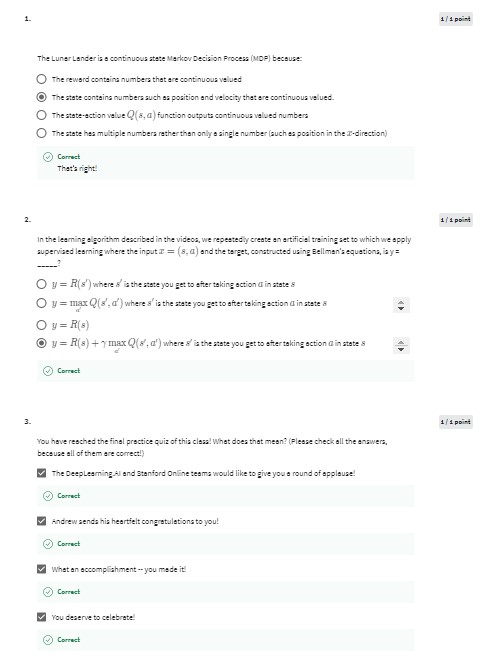 1.
1 / 1 point
The Lunar Lander is a continuous state Markov Decision Process (MDP) because:
The reward contains numbers that are continuous valued
The state contains numbers such as position and velocity that are continuous valued.
The state-action value Q(s, a) function outputs continuous valued numbers
The state has multiple numbers rather than only a single number (such as position in the x-direction)
Correct
That's right!
2.
1 / 1 point
In the learning algorithm described in the videos, we repeatedly create an artificial training set to which we apply
supervised learning where the input x = (s, a) and the target, constructed using Bellman's equations, is y =
_____?
y = R(s') where s' is the state you get to after taking action a in state s
y = max Q(s', a') where s' is the state you get to after taking action a in state s
a'
y = R(s)
y = R(s) + γ max Q(s', a') where s' is the state you get to after taking action a in state s
a'
Correct
3.
1 / 1 point
You have reached the final practice quiz of this class! What does that mean? (Please check all the answers,
because all of them are correct!)
The DeepLearning.AI and Stanford Online teams would like to give you a round of applause!
Correct
Andrew sends his heartfelt congratulations to you!
Correct
What an accomplishment -- you made it!
Correct
You deserve to celebrate!
Correct